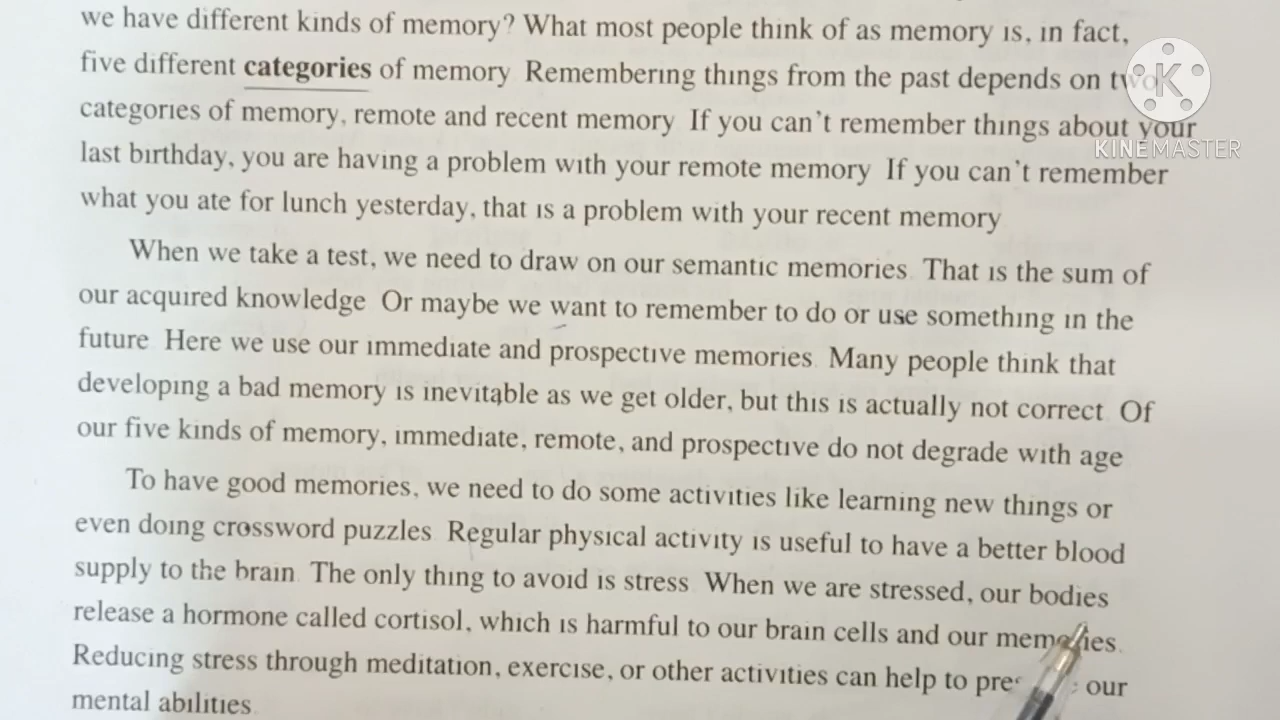 we have different kinds of memory? What most people think of as memory is, in fact,
five different categories of memory Remembering things from the past depends on two
categories of memory, remote and recent memory If you can't remember things about your
last birthday, you are having a problem with your remote memory If you can't remember
what you ate for lunch yesterday, that is a problem with your recent memory
When we take a test, we need to draw on our semantic memories. That is the sum of
our acquired knowledge Or maybe we want to remember to do or use something in the
future Here we use our immediate and prospective memories. Many people think that
developing a bad memory is inevitable as we get older, but this is actually not correct. Of
our five kinds of memory, immediate, remote, and prospective do not degrade with age
To have good memories, we need to do some activities like learning new things or
even doing crossword puzzles. Regular physical activity is useful to have a better blood
supply to the brain. The only thing to avoid is stress When we are stressed, our bodies
release a hormone called cortisol, which is harmful to our brain cells and our memories.
Reducing stress through meditation, exercise, or other activities can help to our
mental abilities.
K
KINEMASTER